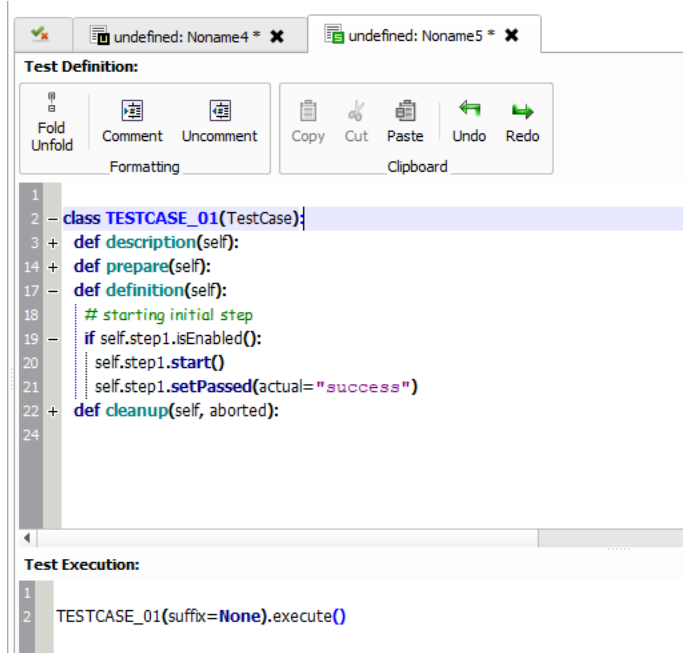 undefined: Noname4 *
undefined: Noname5 *
Test Definition:
Fold Unfold
Comment
Uncomment
Copy
Cut
Paste
Undo
Redo
Formatting
Clipboard
1
2 class TESTCASE_01(TestCase):
3 def description(self):
14 def prepare(self):
17 def definition(self):
18 # starting initial step
19 if self.step1.isEnabled():
20 self.step1.start()
21 self.step1.setPassed(actual="success")
22 def cleanup(self, aborted):
24
Test Execution:
1
2 TESTCASE_01(suffix=None).execute()